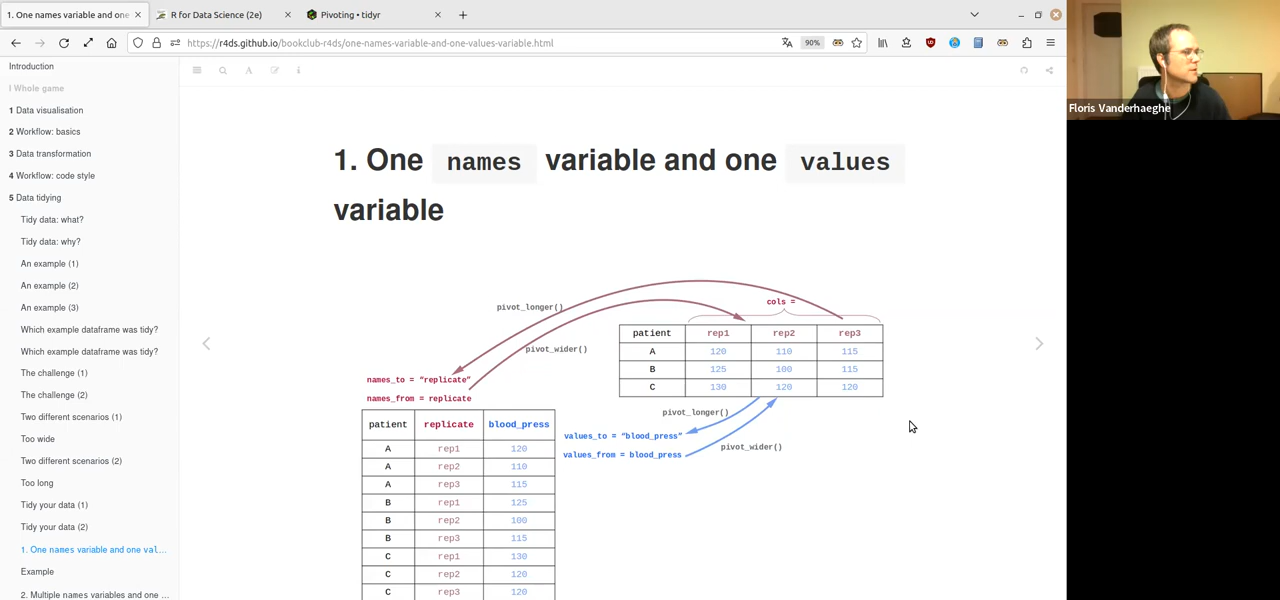 1. One names variable and one
R for Data Science (2e)
Pivoting • tidyr
https://r4ds.github.io/bookclub-r4ds/one-names-variable-and-one-values-variable.html
90%
Floris Vanderhaeghe
Introduction
I Whole game
1 Data visualisation
2 Workflow: basics
3 Data transformation
4 Workflow: code style
5 Data tidying
Tidy data: what?
Tidy data: why?
An example (1)
An example (2)
An example (3)
Which example dataframe was tidy?
Which example dataframe was tidy?
The challenge (1)
The challenge (2)
Two different scenarios (1)
Too wide
Two different scenarios (2)
Too long
Tidy your data (1)
Tidy your data (2)
1. One names variable and one val...
Example
2. Multiple names variables and one ...
1. One names variable and one values
variable
pivot_longer()
pivot_wider()
cols =
patient rep1 rep2 rep3
A 120 110 115
B 125 100 115
C 130 120 120
names_to = "replicate"
names_from = replicate
pivot_longer()
values_to = "blood_press"
pivot_wider()
values_from = blood_press
patient replicate blood_press
A rep1 120
A rep2 110
A rep3 115
B rep1 125
B rep2 100
B rep3 115
C rep1 130
C rep2 120
C rep3 120